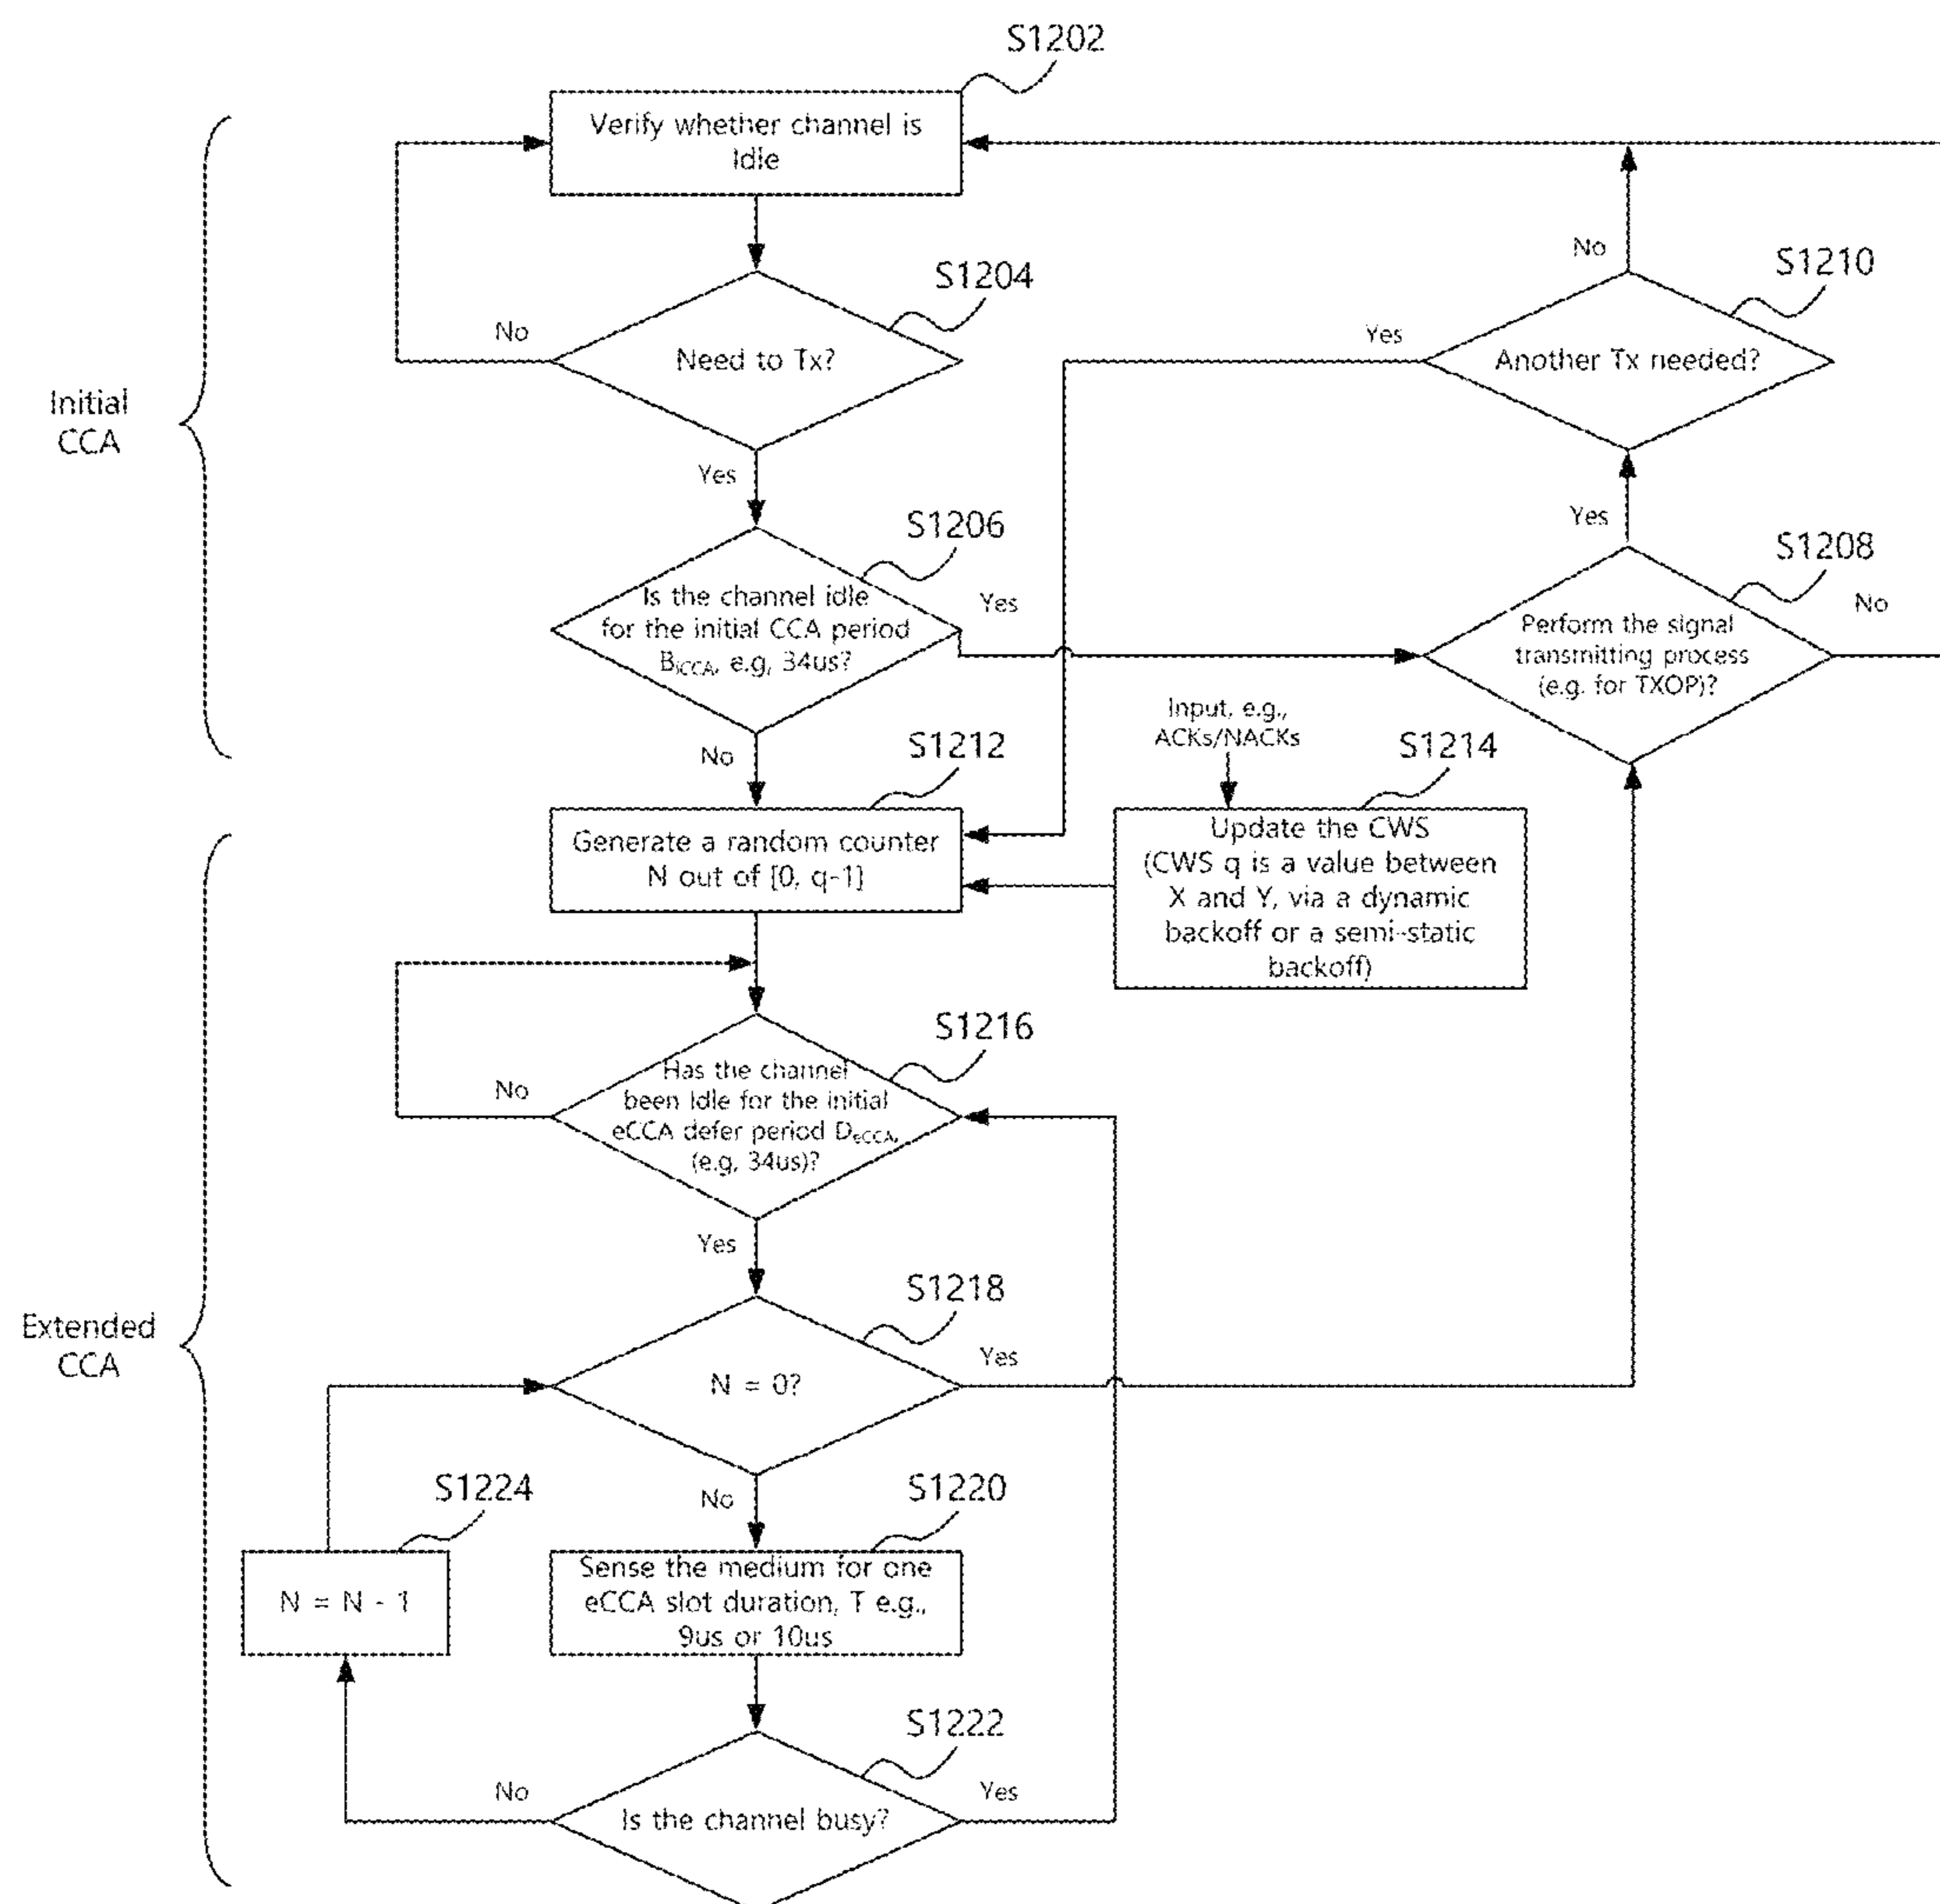 S1202
Verify whether channel is
Idle
S1204
Need to Tx?
No
Yes
S1210
Another Tx needed?
No
Yes
Initial
CCA
S1206
Is the channel idle
for the initial CCA period
BiCCA, e.g, 34us?
Yes
No
S1208
Perform the signal
transmitting process
(e.g. for TXOP)?
Yes
No
S1212
Generate a random counter
N out of [0, q-1]
Input, e.g.,
ACKs/NACKs
S1214
Update the CWS
(CWS q is a value between
X and Y, via a dynamic
backoff or a semi-static
backoff)
S1216
Has the channel
been idle for the initial
eCCA defer period DeCCA,
(e.g, 34us)?
No
Yes
Extended
CCA
S1218
N = 0?
Yes
No
S1224
N = N - 1
S1220
Sense the medium for one
eCCA slot duration, T e.g.,
9us or 10us
S1222
Is the channel busy?
No
Yes